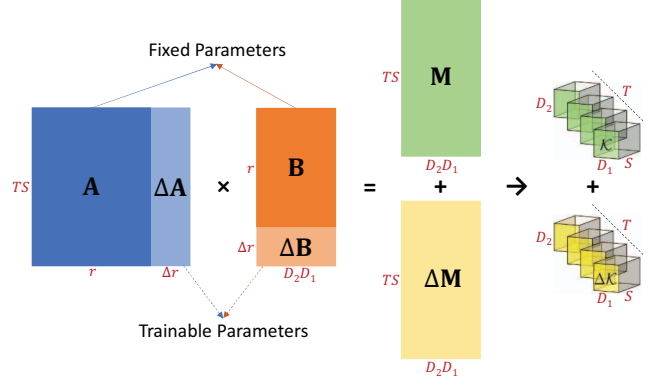 Fixed Parameters
TS
A
ΔA
r
Δr
×
r
B
Δr
ΔB
D₂D₁
Trainable Parameters
=
TS
M
D₂D₁
+
TS
ΔM
D₂D₁
→
D₂
T
𝒦
D₁
S
+
D₂
T
Δ𝒦
D₁
S